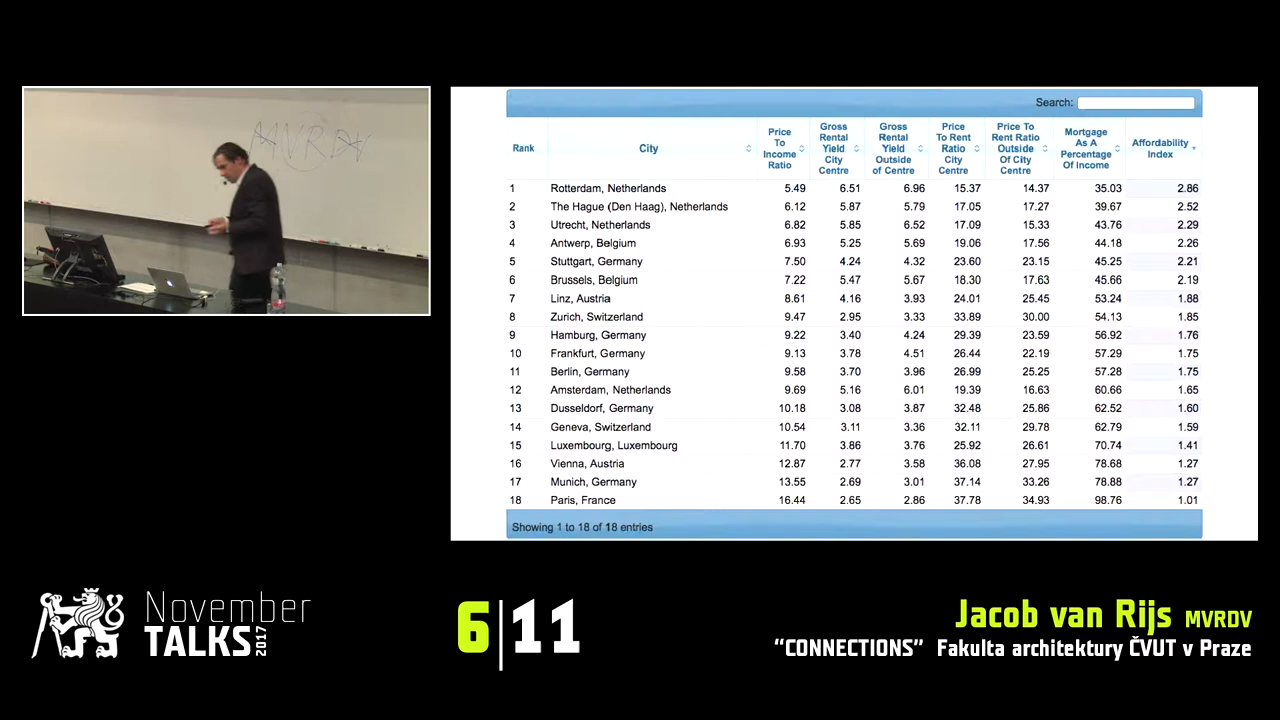 MVRDV
Search:
Rank City Price To Income Ratio Gross Rental Yield City Centre Gross Rental Yield Outside of Centre Price To Rent Ratio City Centre Price To Rent Ratio Outside Of City Centre Mortgage As A Percentage Of Income Affordability Index
1 Rotterdam, Netherlands 5.49 6.51 6.96 15.37 14.37 35.03 2.86
2 The Hague (Den Haag), Netherlands 6.12 5.87 5.79 17.05 17.27 39.67 2.52
3 Utrecht, Netherlands 6.82 5.85 6.52 17.09 15.33 43.76 2.29
4 Antwerp, Belgium 6.93 5.25 5.69 19.06 17.56 44.18 2.26
5 Stuttgart, Germany 7.50 4.24 4.32 23.60 23.15 45.25 2.21
6 Brussels, Belgium 7.22 5.47 5.67 18.30 17.63 45.66 2.19
7 Linz, Austria 8.61 4.16 3.93 24.01 25.45 53.24 1.88
8 Zurich, Switzerland 9.47 2.95 3.33 33.89 30.00 54.13 1.85
9 Hamburg, Germany 9.22 3.40 4.24 29.39 23.59 56.92 1.76
10 Frankfurt, Germany 9.13 3.78 4.51 26.44 22.19 57.29 1.75
11 Berlin, Germany 9.58 3.70 3.96 26.99 25.25 57.28 1.75
12 Amsterdam, Netherlands 9.69 5.16 6.01 19.39 16.63 60.66 1.65
13 Dusseldorf, Germany 10.18 3.08 3.87 32.48 25.86 62.52 1.60
14 Geneva, Switzerland 10.54 3.11 3.36 32.11 29.78 62.79 1.59
15 Luxembourg, Luxembourg 11.70 3.86 3.76 25.92 26.61 70.74 1.41
16 Vienna, Austria 12.87 2.77 3.58 36.08 27.95 78.68 1.27
17 Munich, Germany 13.55 2.69 3.01 37.14 33.26 78.88 1.27
18 Paris, France 16.44 2.65 2.86 37.78 34.93 98.76 1.01
Showing 1 to 18 of 18 entries
November
TALKS 2017
6|11
Jacob van Rijs MVRDV
“CONNECTIONS” Fakulta architektury ČVUT v Praze